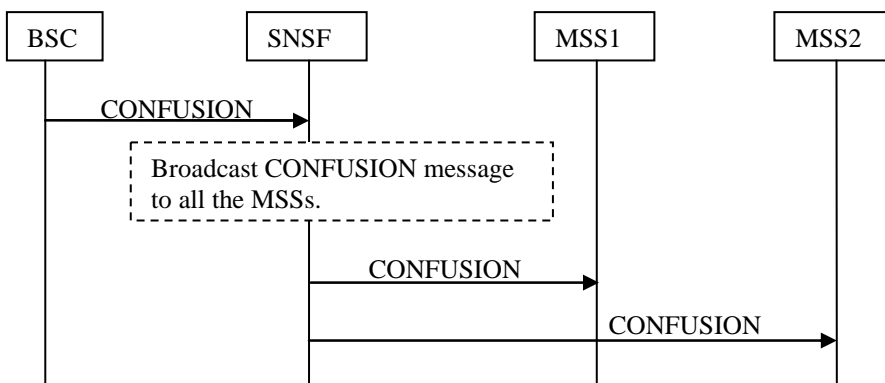 BSC
SNSF
MSS1
MSS2
CONFUSION
Broadcast CONFUSION message
to all the MSSs.
CONFUSION
CONFUSION